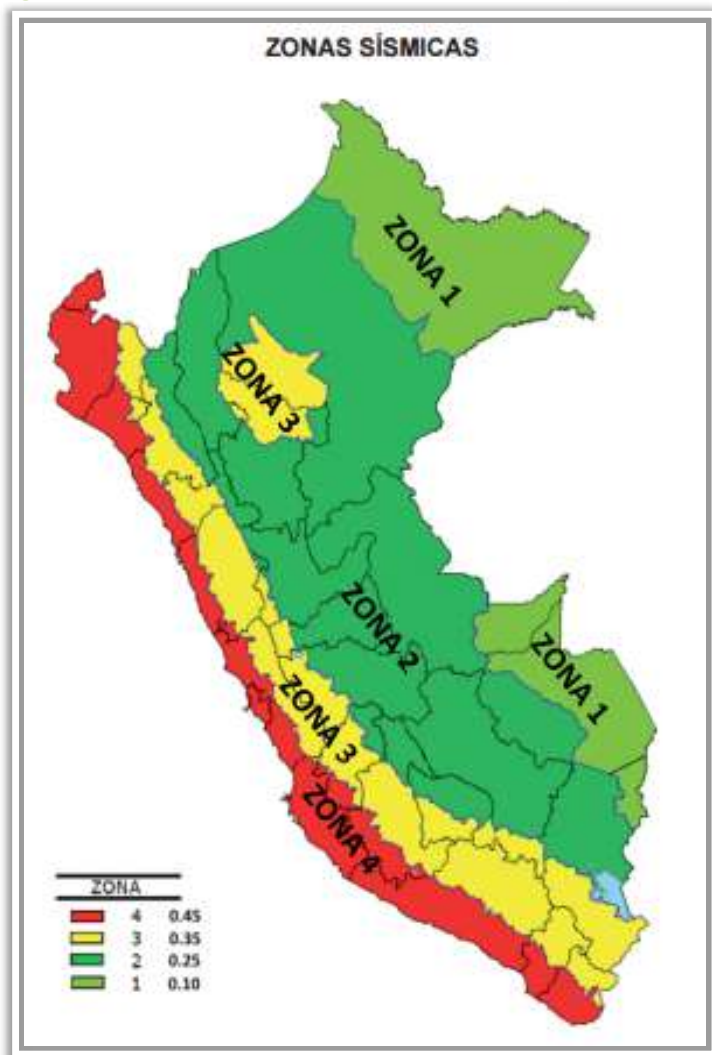 ZONAS SÍSMICAS
ZONA 1
ZONA 3
ZONA 2
ZONA 1
ZONA 3
ZONA 4
ZONA
4 0.45
3 0.35
2 0.25
1 0.10